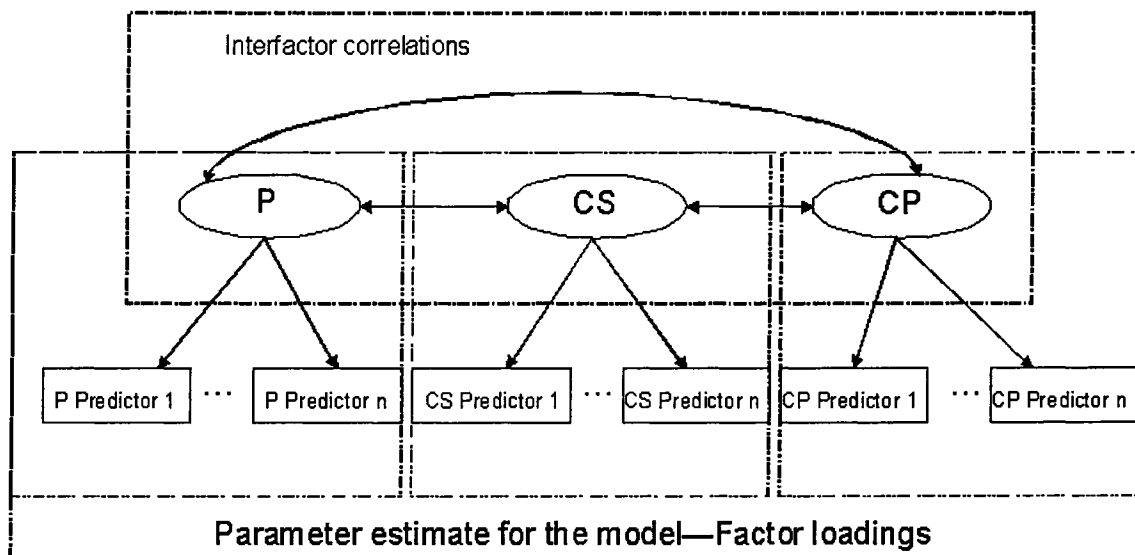 Interfactor correlations
P
CS
CP
P Predictor 1 ... P Predictor n CS Predictor 1 ... CS Predictor n CP Predictor 1 ... CP Predictor n
Parameter estimate for the model—Factor loadings